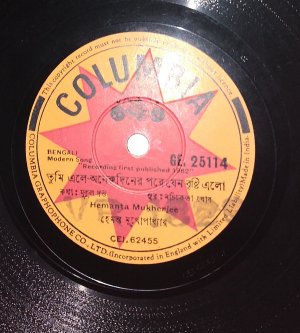 This copyright record must not be
COLUMBIA
BENGALI
Modern Song
GE. 25114
"Recording first published 1962"
তুমি এলে-অনেকদিনের পরে যেন বৃষ্টি এলো
কথা:
সুর: নচিকেতা ঘোষ
Hemanta Mukherjee
হেমন্ত মুখোপাধ্যায়
CEI. 62455
COLUMBIA GRAPHOPHONE CO., LTD. (Incorporated in England with Limited Liability) Made in India.